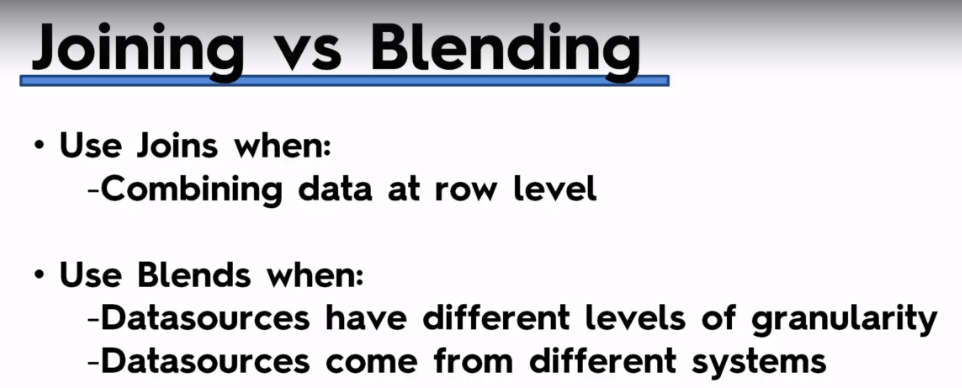 Joining vs Blending
• Use Joins when:
-Combining data at row level
• Use Blends when:
-Datasources have different levels of granularity
-Datasources come from different systems